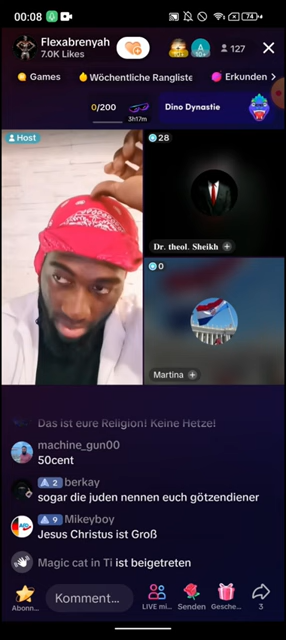 00:08
74
Flexabrenyah
7.0K Likes
10+
127
Games
Wöchentliche Rangliste
Erkunden
0/200
3h17m
Dino Dynastie
Host
28
Dr. theol. Sheikh
0
Martina
Das ist eure Religion! Keine Hetze!
machine_gun00
50cent
2 berkay
sogar die juden nennen euch götzendiener
9 Mikeyboy
Jesus Christus ist Groß
Magic cat in Ti ist beigetreten
Abonn...
Komment...
LIVE mi...
Senden
Gesche...
3